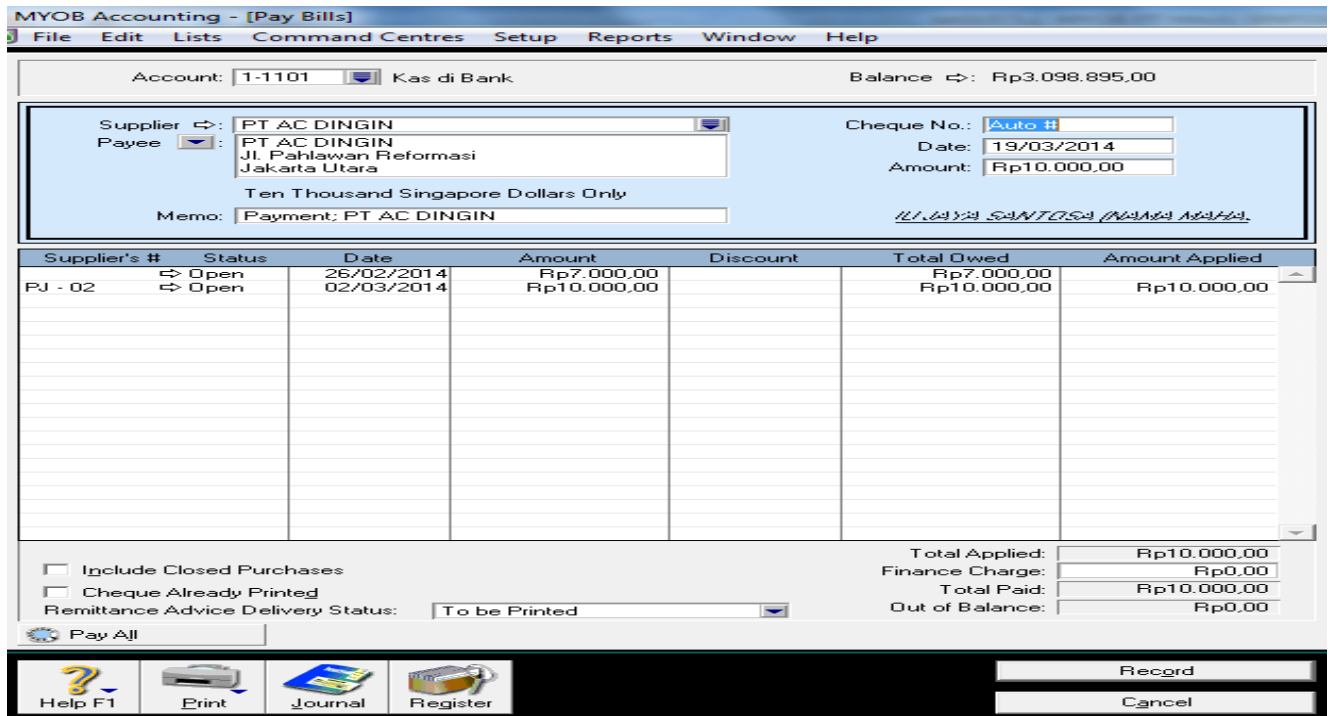 MYOB Accounting - [Pay Bills]
File Edit Lists Command Centres Setup Reports Window Help
Account: 1-1101 Kas di Bank Balance ⇨: Rp3.098.895,00
Supplier ⇨: PT AC DINGIN Cheque No.: Auto #
Payee : PT AC DINGIN Date: 19/03/2014
Jl. Pahlawan Reformasi Amount: Rp10.000,00
Jakarta Utara
Ten Thousand Singapore Dollars Only
Memo: Payment; PT AC DINGIN SANTOSA
Supplier's # Status Date Amount Discount Total Owed Amount Applied
⇨ Open 26/02/2014 Rp7.000,00 Rp7.000,00
PJ - 02 ⇨ Open 02/03/2014 Rp10.000,00 Rp10.000,00 Rp10.000,00
Total Applied: Rp10.000,00
Include Closed Purchases Finance Charge: Rp0,00
Cheque Already Printed Total Paid: Rp10.000,00
Remittance Advice Delivery Status: To be Printed Out of Balance: Rp0,00
Pay All
Record
Help F1 Print Journal Register Cancel